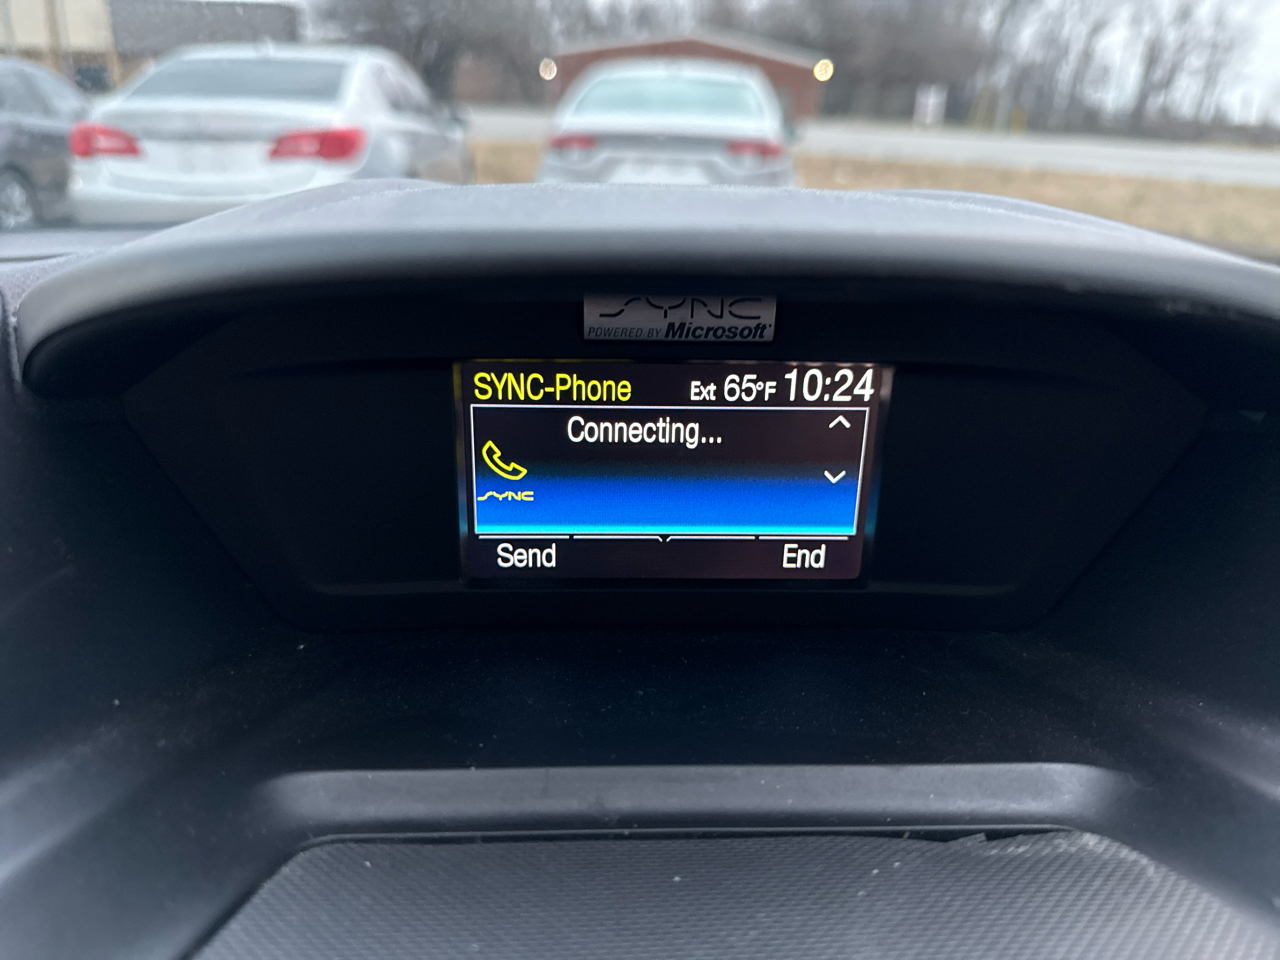 SYNC
POWERED BY Microsoft®
SYNC-Phone Ext 65°F 10:24
Connecting...
SYNC
Send End